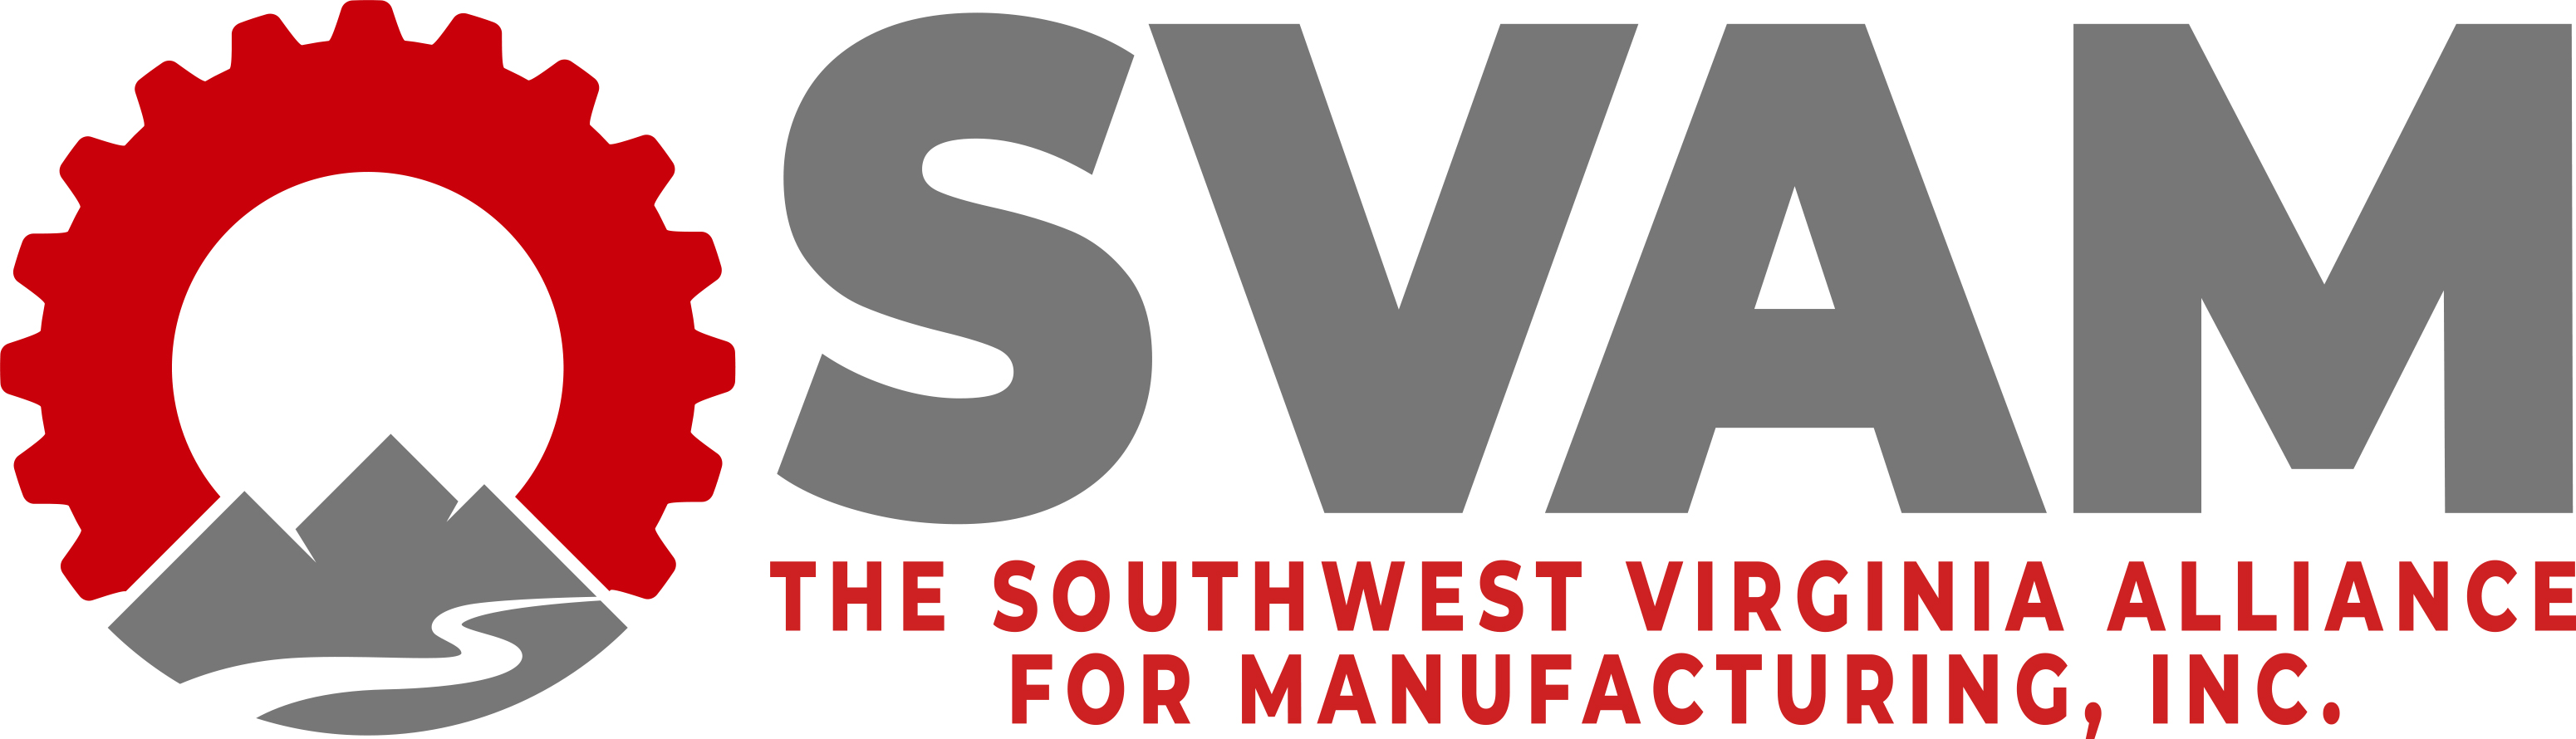 SVAM
THE SOUTHWEST VIRGINIA ALLIANCE
FOR MANUFACTURING, INC.